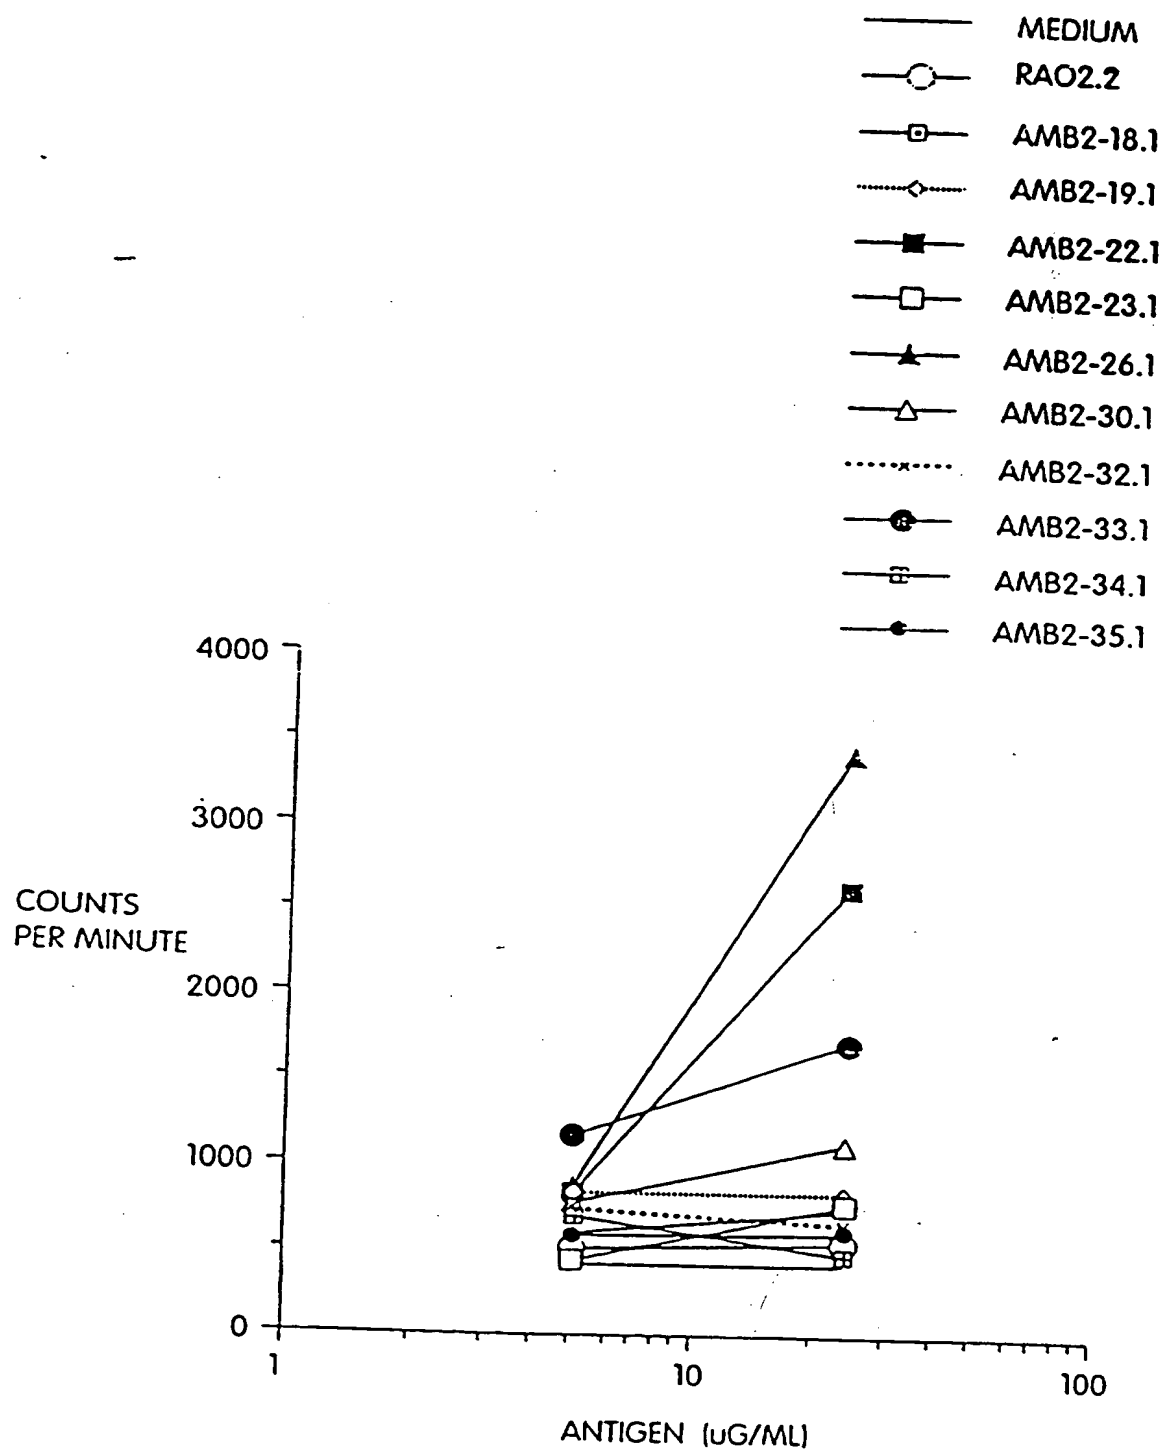 MEDIUM
RAO2.2
AMB2-18.1
AMB2-19.1
AMB2-22.1
AMB2-23.1
AMB2-26.1
AMB2-30.1
AMB2-32.1
AMB2-33.1
AMB2-34.1
AMB2-35.1
4000
3000
COUNTS
PER MINUTE
2000
1000
0
1
10
100
ANTIGEN (uG/ML)